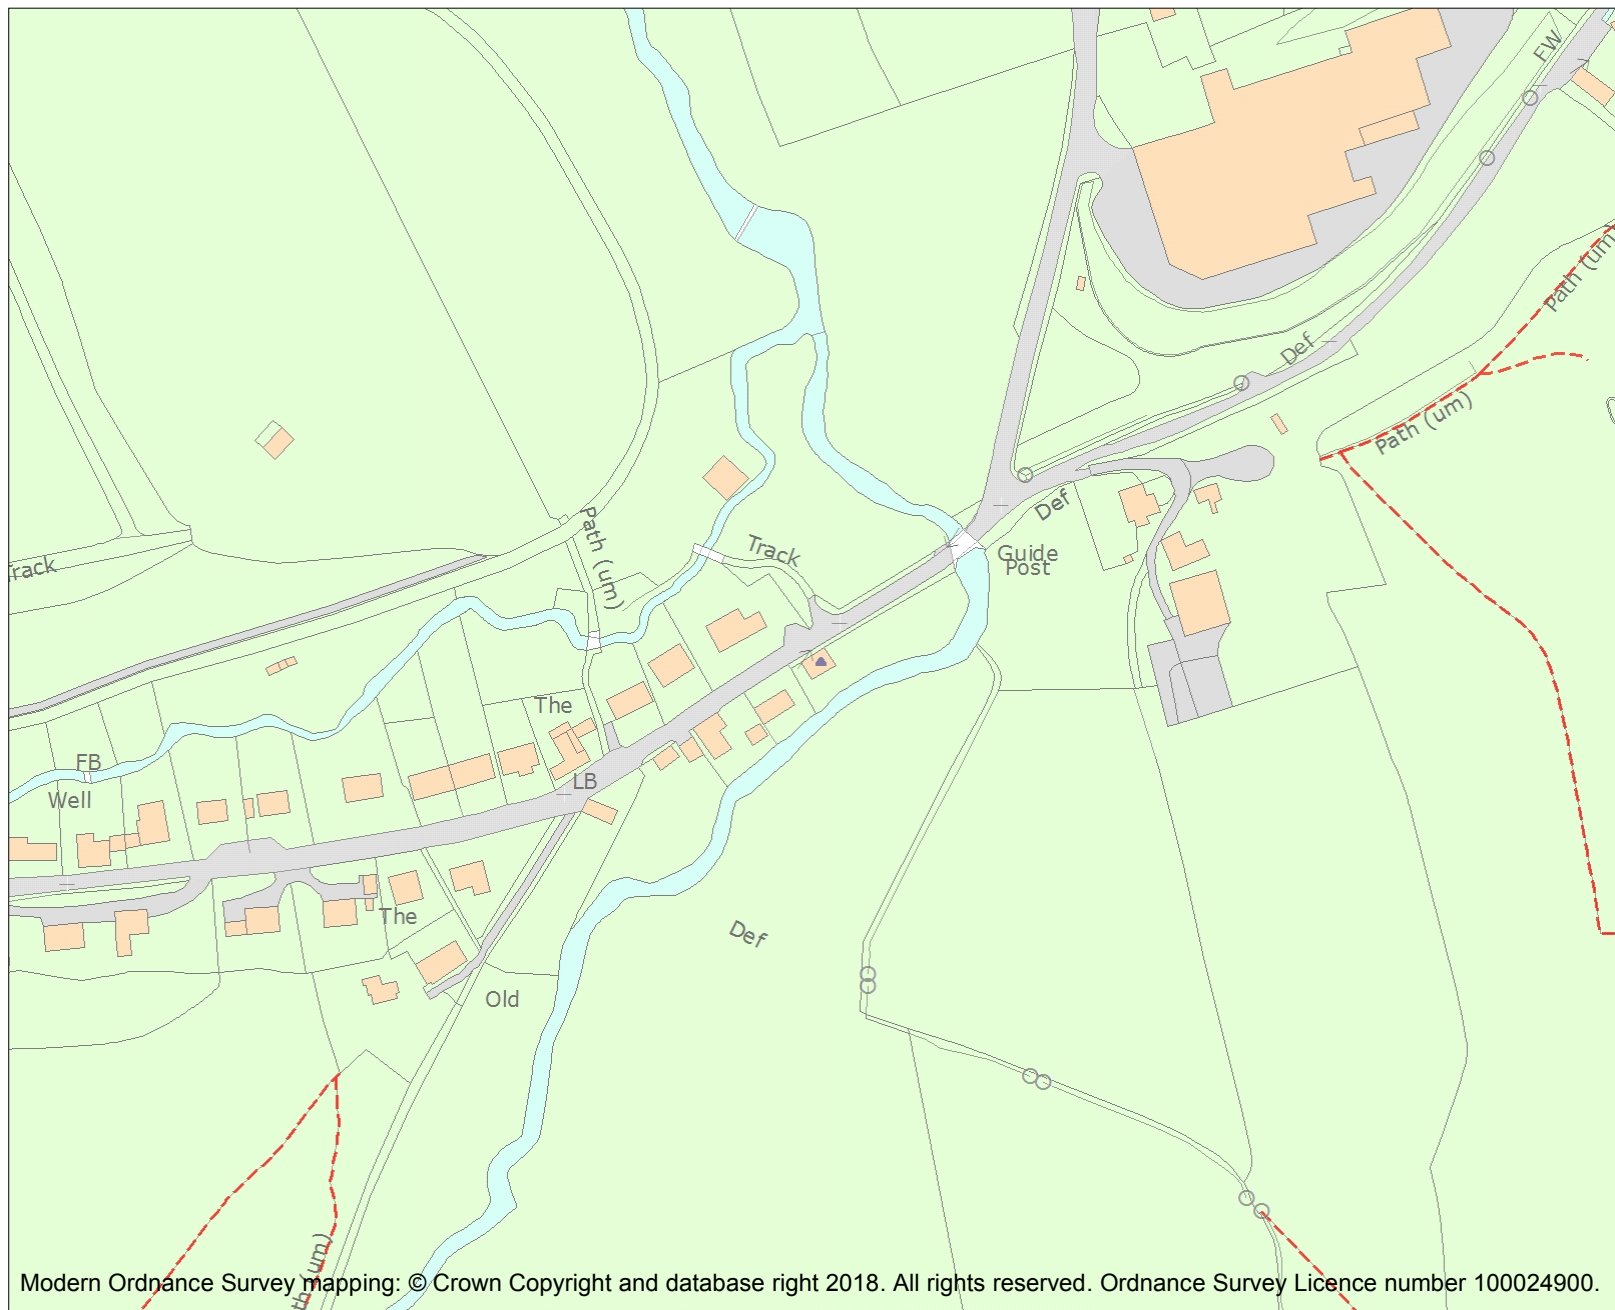 FW
Path (um)
Def
Path (um)
Def
Path (um)
Track
Guide
Post
Track
The
FB
LB
Well
The
Def
Old
Path (um)
Modern Ordnance Survey mapping: © Crown Copyright and database right 2018. All rights reserved. Ordnance Survey Licence number 100024900.